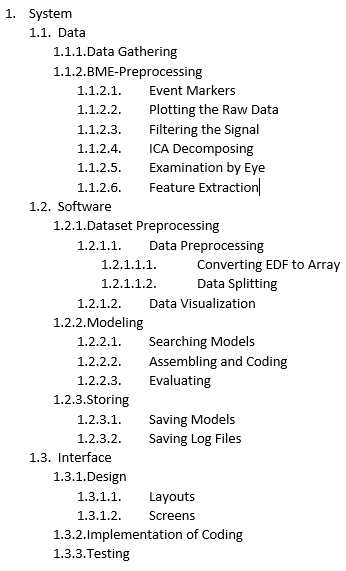 1. System
1.1. Data
1.1.1.Data Gathering
1.1.2.BME-Preprocessing
1.1.2.1. Event Markers
1.1.2.2. Plotting the Raw Data
1.1.2.3. Filtering the Signal
1.1.2.4. ICA Decomposing
1.1.2.5. Examination by Eye
1.1.2.6. Feature Extraction
1.2. Software
1.2.1.Dataset Preprocessing
1.2.1.1. Data Preprocessing
1.2.1.1.1. Converting EDF to Array
1.2.1.1.2. Data Splitting
1.2.1.2. Data Visualization
1.2.2.Modeling
1.2.2.1. Searching Models
1.2.2.2. Assembling and Coding
1.2.2.3. Evaluating
1.2.3.Storing
1.2.3.1. Saving Models
1.2.3.2. Saving Log Files
1.3. Interface
1.3.1.Design
1.3.1.1. Layouts
1.3.1.2. Screens
1.3.2.Implementation of Coding
1.3.3.Testing